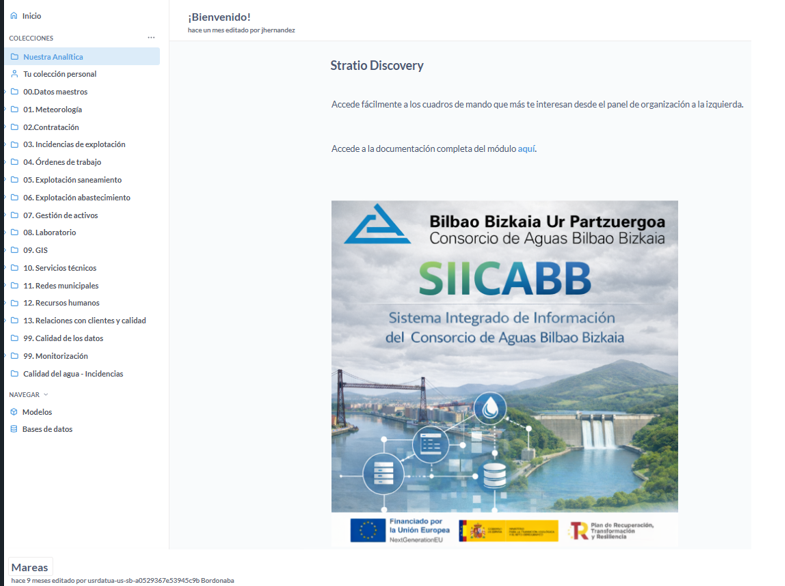 Inicio
COLECCIONES
Nuestra Analítica
Tu colección personal
00.Datos maestros
01. Meteorología
02.Contratación
03. Incidencias de explotación
04. Órdenes de trabajo
05. Explotación saneamiento
06. Explotación abastecimiento
07. Gestión de activos
08. Laboratorio
09. GIS
10. Servicios técnicos
11. Redes municipales
12. Recursos humanos
13. Relaciones con clientes y calidad
99. Calidad de los datos
99. Monitorización
Calidad del agua - Incidencias
NAVEGAR
Modelos
Bases de datos
¡Bienvenido!
hace un mes editado por jhernandez
Stratio Discovery
Accede fácilmente a los cuadros de mando que más te interesan desde el panel de organización a la izquierda.
Accede a la documentación completa del módulo aquí.
Bilbao Bizkaia Ur Partzuergoa
Consorcio de Aguas Bilbao Bizkaia
SIICABB
Sistema Integrado de Información
del Consorcio de Aguas Bilbao Bizkaia
Financiado por
la Unión Europea
NextGenerationEU
Plan de Recuperación,
Transformación
y Resiliencia
Mareas
hace 9 meses editado por usrdatua-us-sb-a0529367e53945c9b Bordonaba